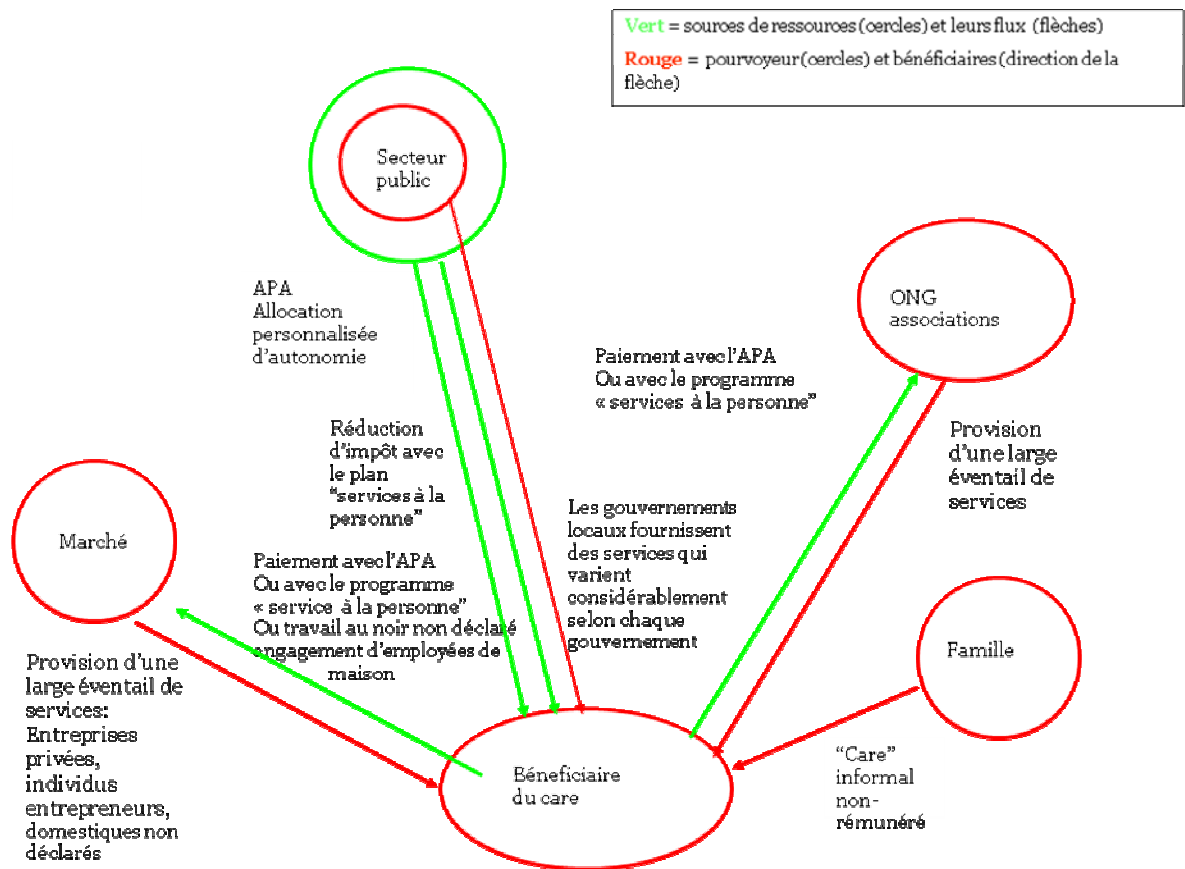 Vert = sources de ressources (cercles) et leurs flux (flèches)
Rouge = pourvoyeur (cercles) et bénéficiaires (direction de la
flèche)
Secteur
public
APA
Allocation
personnalisée
d'autonomie
ONG
associations
Paiement avec l'APA
Ou avec le programme
« services à la personne"
Réduction
d'impôt avec
le plan
"services à la
personne"
Provision
d'une large
éventail de
services
Marché
Les gouvernements
locaux fournissent
des services qui
varient
considérablement
selon chaque
gouvernement
Paiement avec l'APA
Ou avec le programme
« service à la personne"
Ou travail au noir non déclaré
engagement d'employées de
maison
Famille
Provision d'une
large éventail de
services:
Entreprises
privées,
individus
entrepreneurs,
domestiques non
déclarés
Béneficiaire
du care
"Care"
informal
non-
rémunéré